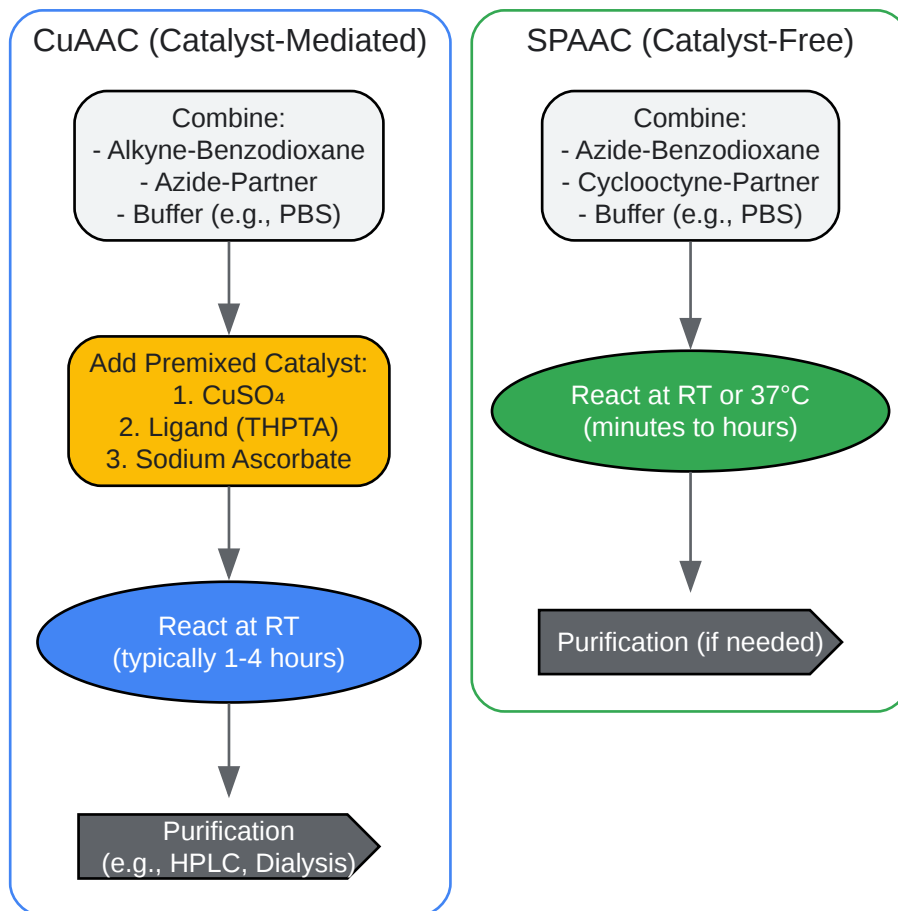 CuAAC (Catalyst-Mediated)
Combine:
- Alkyne-Benzodioxane
- Azide-Partner
- Buffer (e.g., PBS)
Add Premixed Catalyst:
1. CuSO₄
2. Ligand (THPTA)
3. Sodium Ascorbate
React at RT
(typically 1-4 hours)
Purification
(e.g., HPLC, Dialysis)
SPAAC (Catalyst-Free)
Combine:
- Azide-Benzodioxane
- Cyclooctyne-Partner
- Buffer (e.g., PBS)
React at RT or 37°C
(minutes to hours)
Purification (if needed)